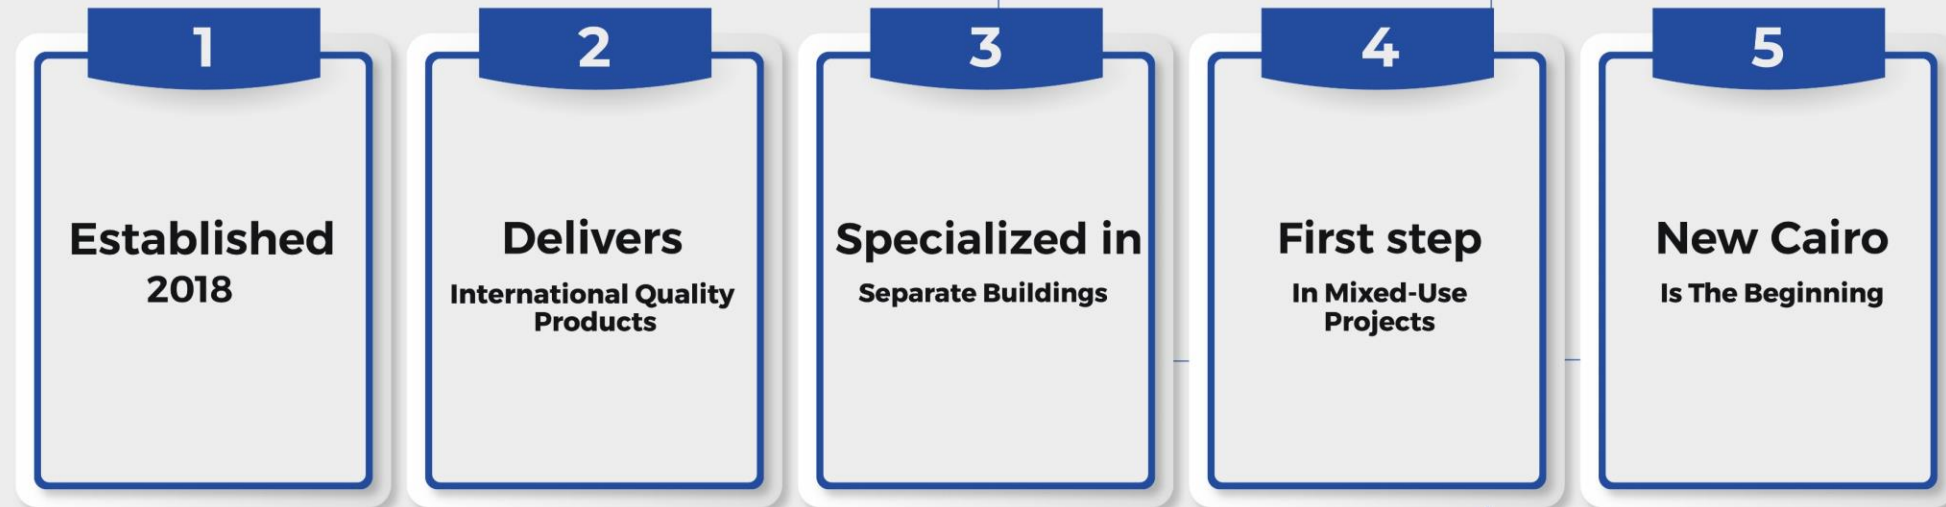 1
Established
2018
2
Delivers
International Quality
Products
3
Specialized in
Separate Buildings
4
First step
In Mixed-Use
Projects
5
New Cairo
Is The Beginning